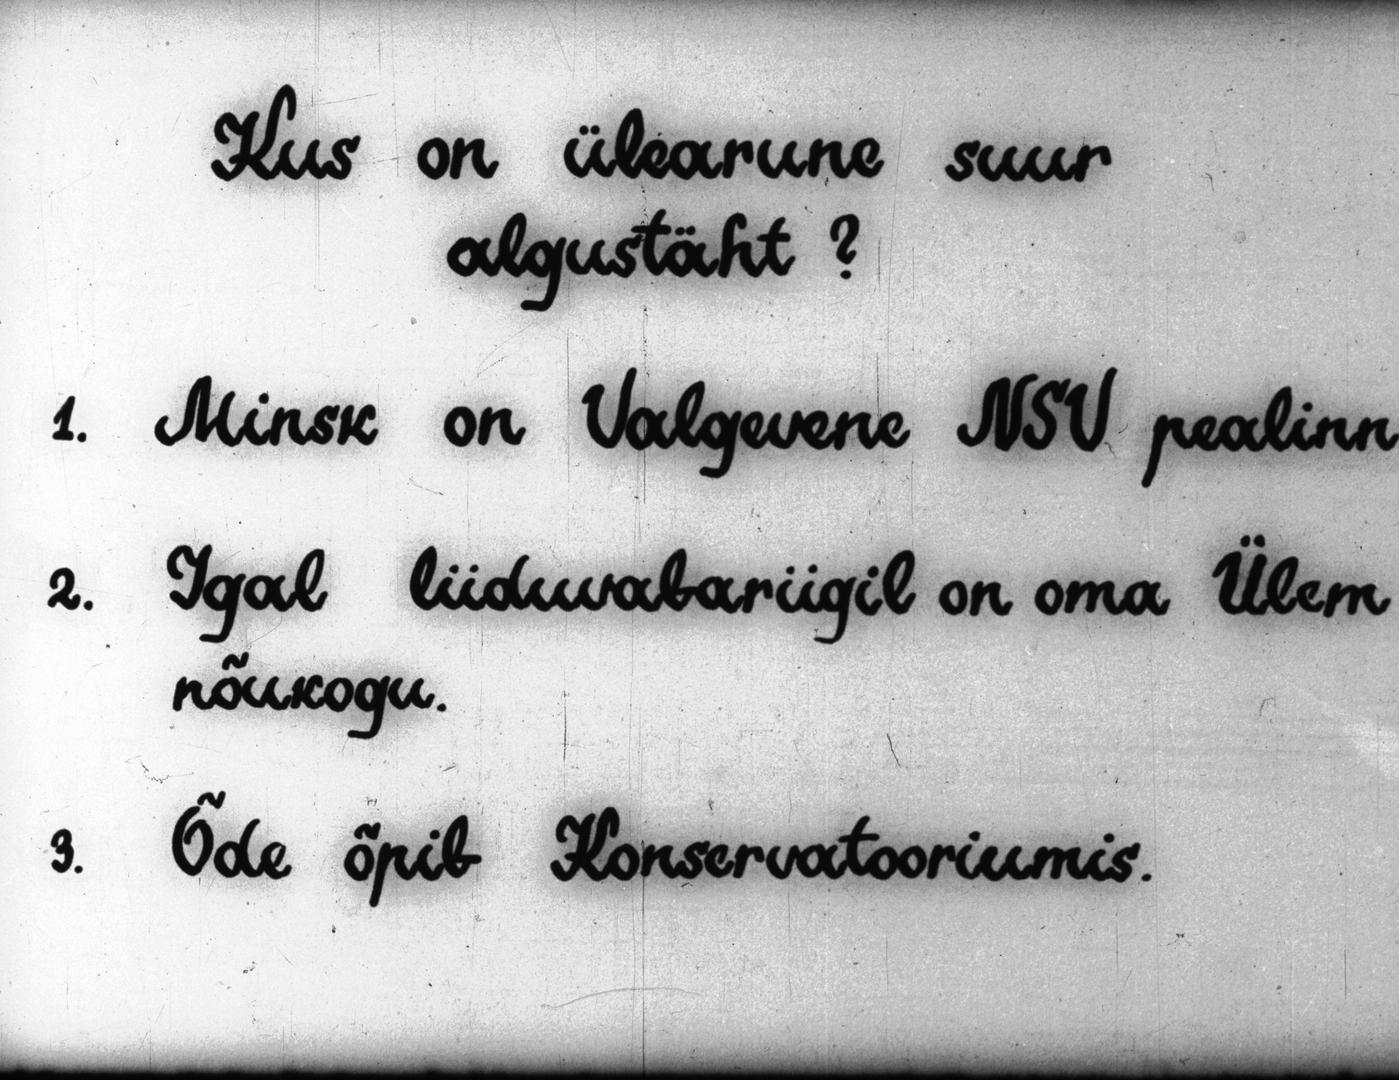 Kus on ülearune suur
algustäht ?
1. Minsk on Valgevene NSV pealinn
2. Igal liiduvabariigil on oma Ülem
nõukogu.
3. Õde õpib Konservatooriumis.